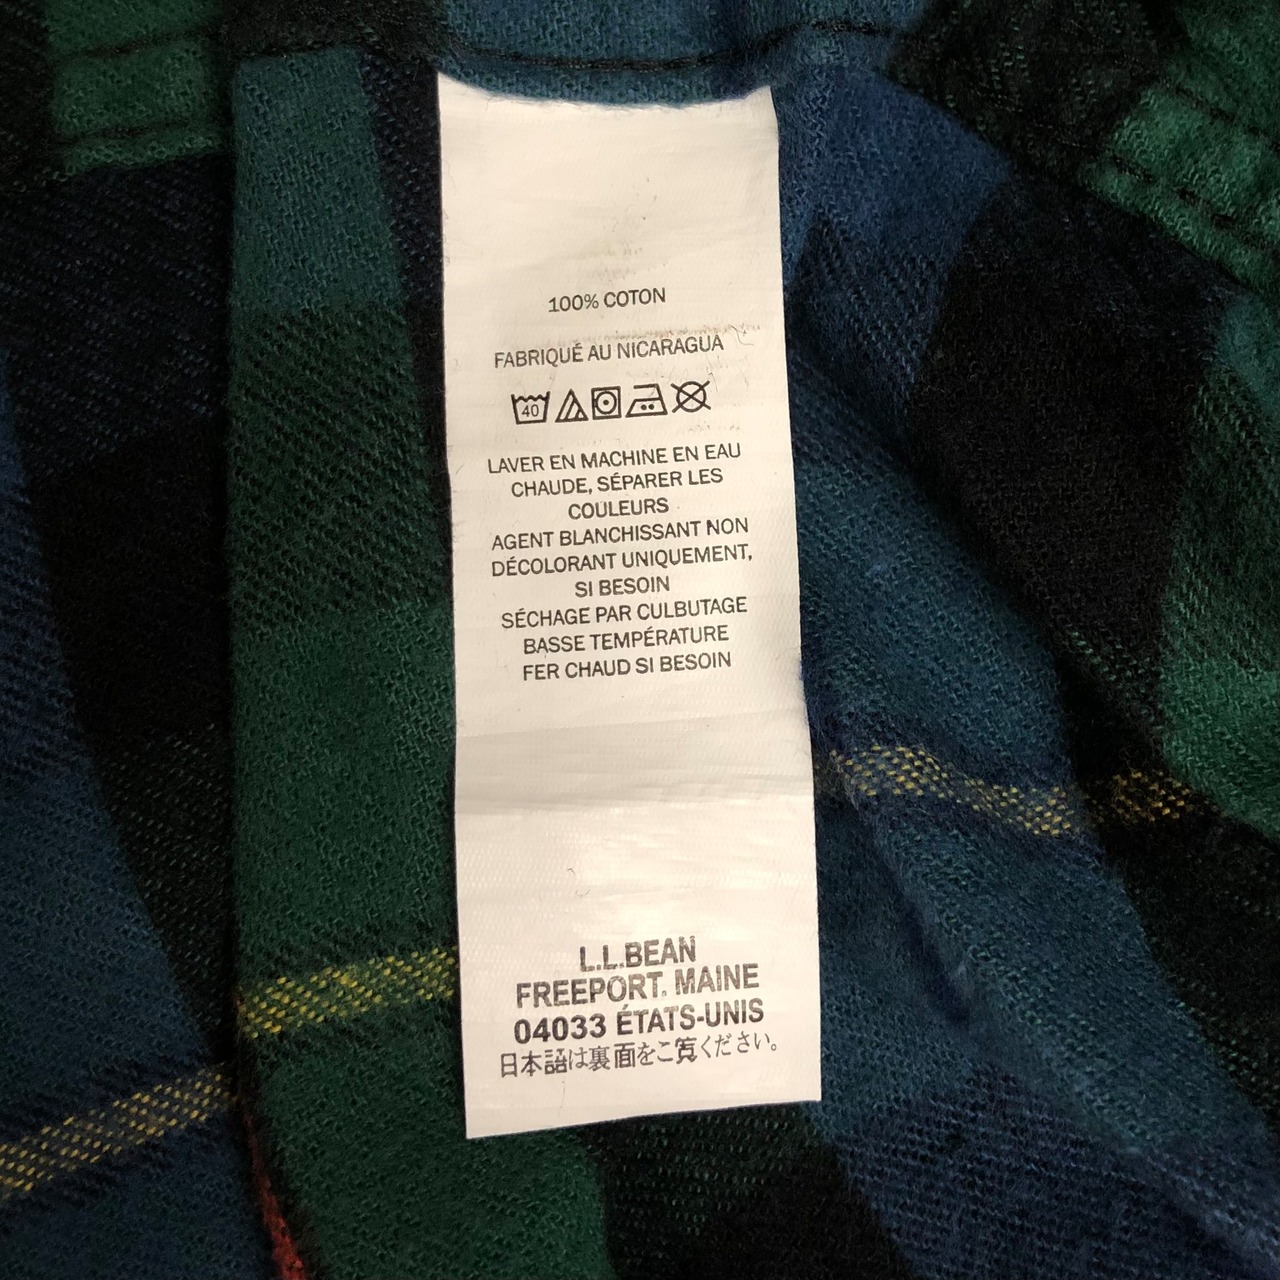 100% COTON
FABRIQUÉ AU NICARAGUA
40
LAVER EN MACHINE EN EAU
CHAUDE, SÉPARER LES
COULEURS
AGENT BLANCHISSANT NON
DÉCOLORANT UNIQUEMENT,
SI BESOIN
SÉCHAGE PAR CULBUTAGE
BASSE TEMPÉRATURE
FER CHAUD SI BESOIN
L.L.BEAN
FREEPORT, MAINE
04033 ÉTATS-UNIS
日本語は裏面をご覧ください。